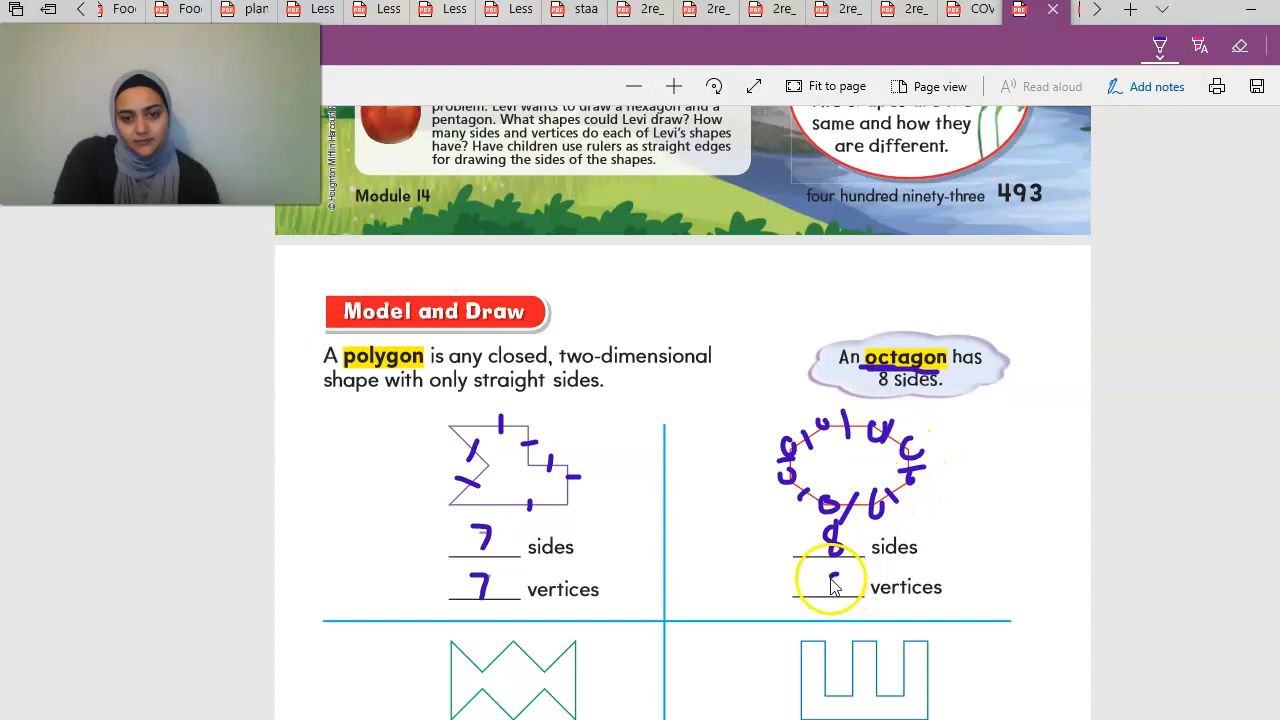 Foo
Foo
plar
Less
Less
Less
Less
stan
2re_
2re_
2re_
2re_
COV
Fit to page
Page view
Read aloud
Add notes
problem. Levi wants to draw a hexagon and a
pentagon. What shapes could Levi draw? How
many sides and vertices do each of Levi's shapes
have? Have children use rulers as straight edges
for drawing the sides of the shapes.
same and how they
are different.
© Houghton Mifflin Harcourt
Module 14
four hundred ninety-three 493
Model and Draw
A polygon is any closed, two-dimensional
shape with only straight sides.
An octagon has
8 sides.
7 sides
7 vertices
8 sides
vertices